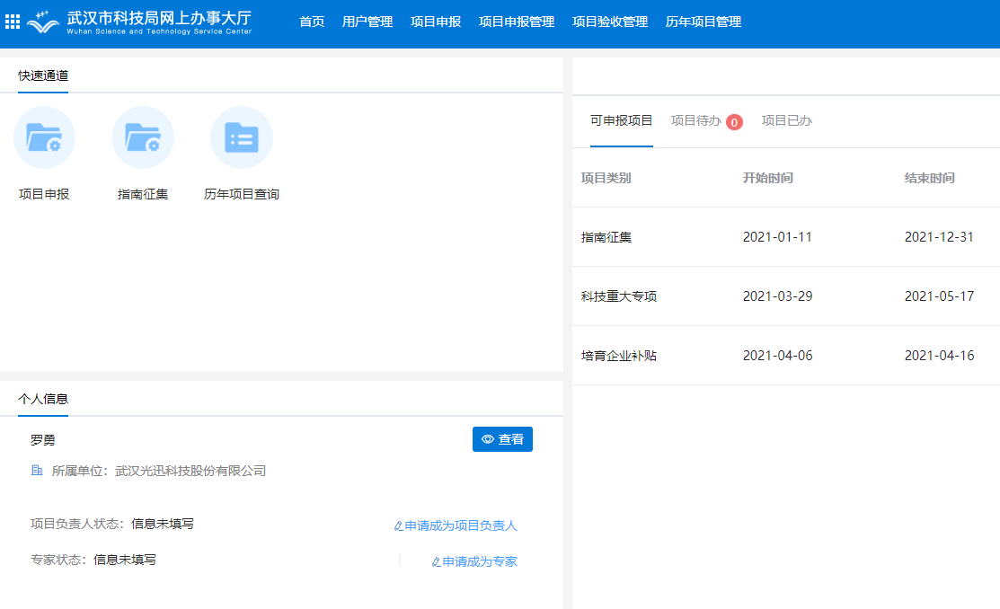 武汉市科技局网上办事大厅
Wuhan Science and Technology Service Center
首页 用户管理 项目申报 项目申报管理 项目验收管理 历年项目管理
快速通道
项目申报 指南征集 历年项目查询
个人信息
罗勇
查看
所属单位：武汉光迅科技股份有限公司
项目负责人状态：信息未填写 申请成为项目负责人
专家状态：信息未填写 申请成为专家
可申报项目 项目待办 0 项目已办
项目类别 开始时间 结束时间
指南征集 2021-01-11 2021-12-31
科技重大专项 2021-03-29 2021-05-17
培育企业补贴 2021-04-06 2021-04-16